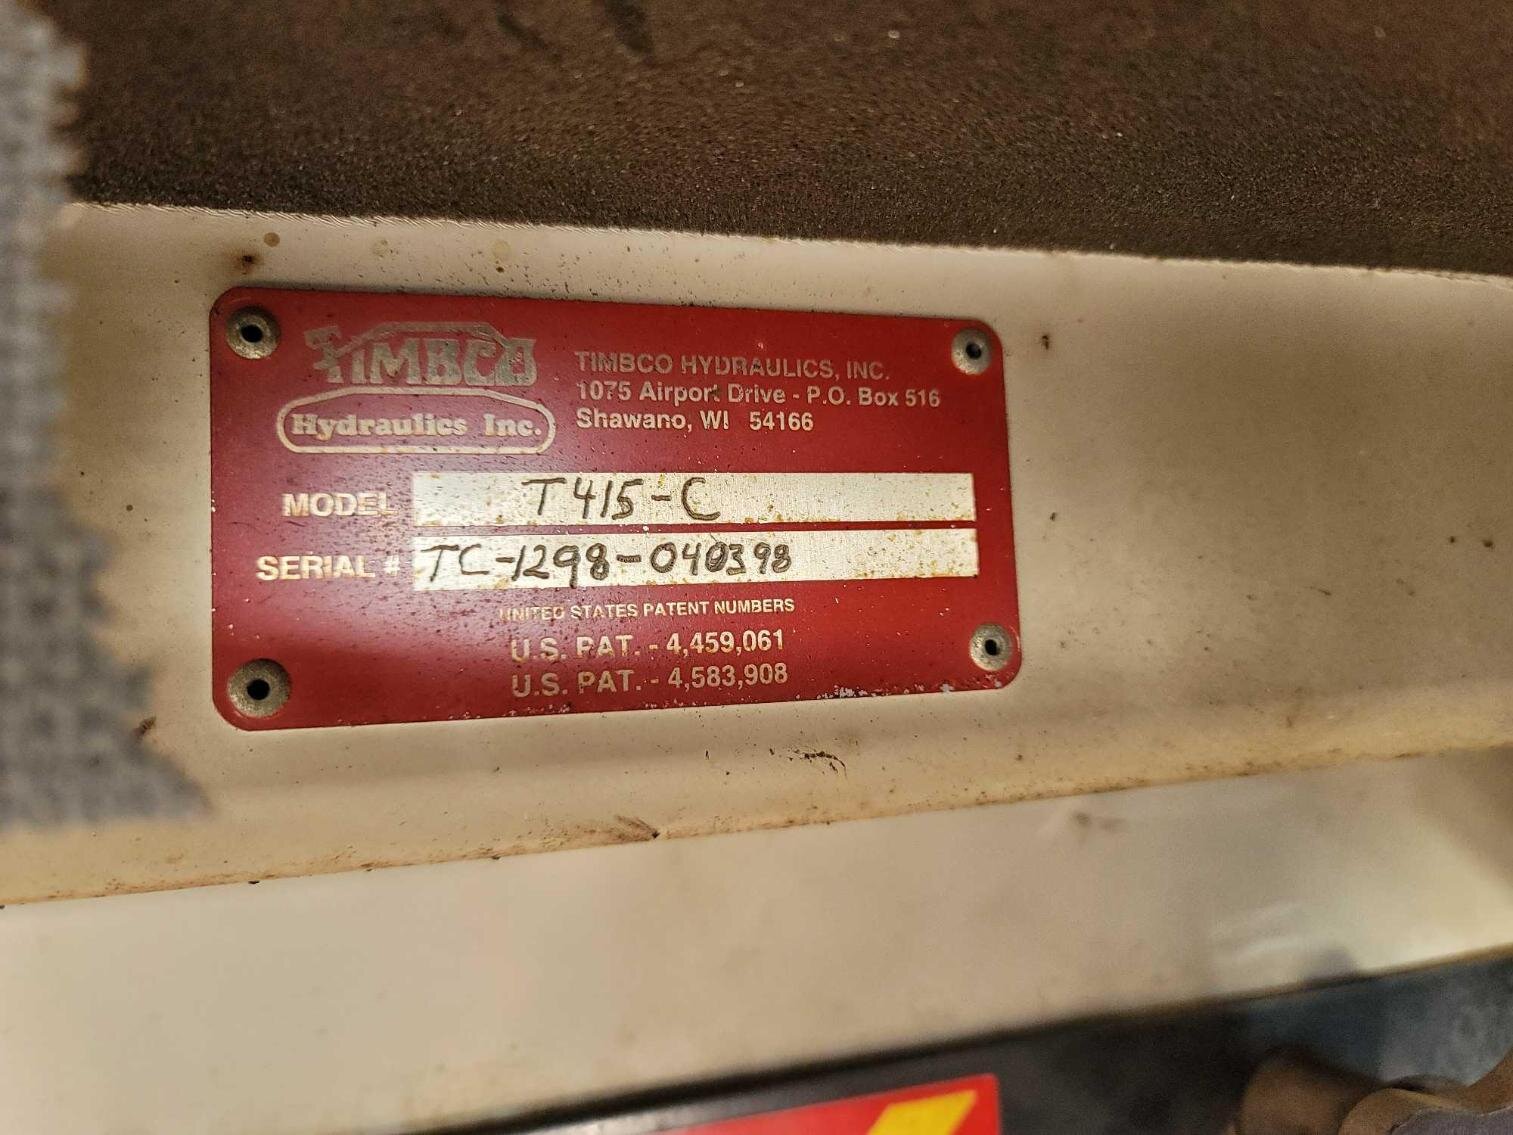 TIMBCO
Hydraulics Inc.
TIMBCO HYDRAULICS, INC.
1075 Airport Drive - P.O. Box 516
Shawano, WI 54166
MODEL T415-C
SERIAL # TC-1298-040398
UNITED STATES PATENT NUMBERS
U.S. PAT. - 4,459,061
U.S. PAT. - 4,583,908